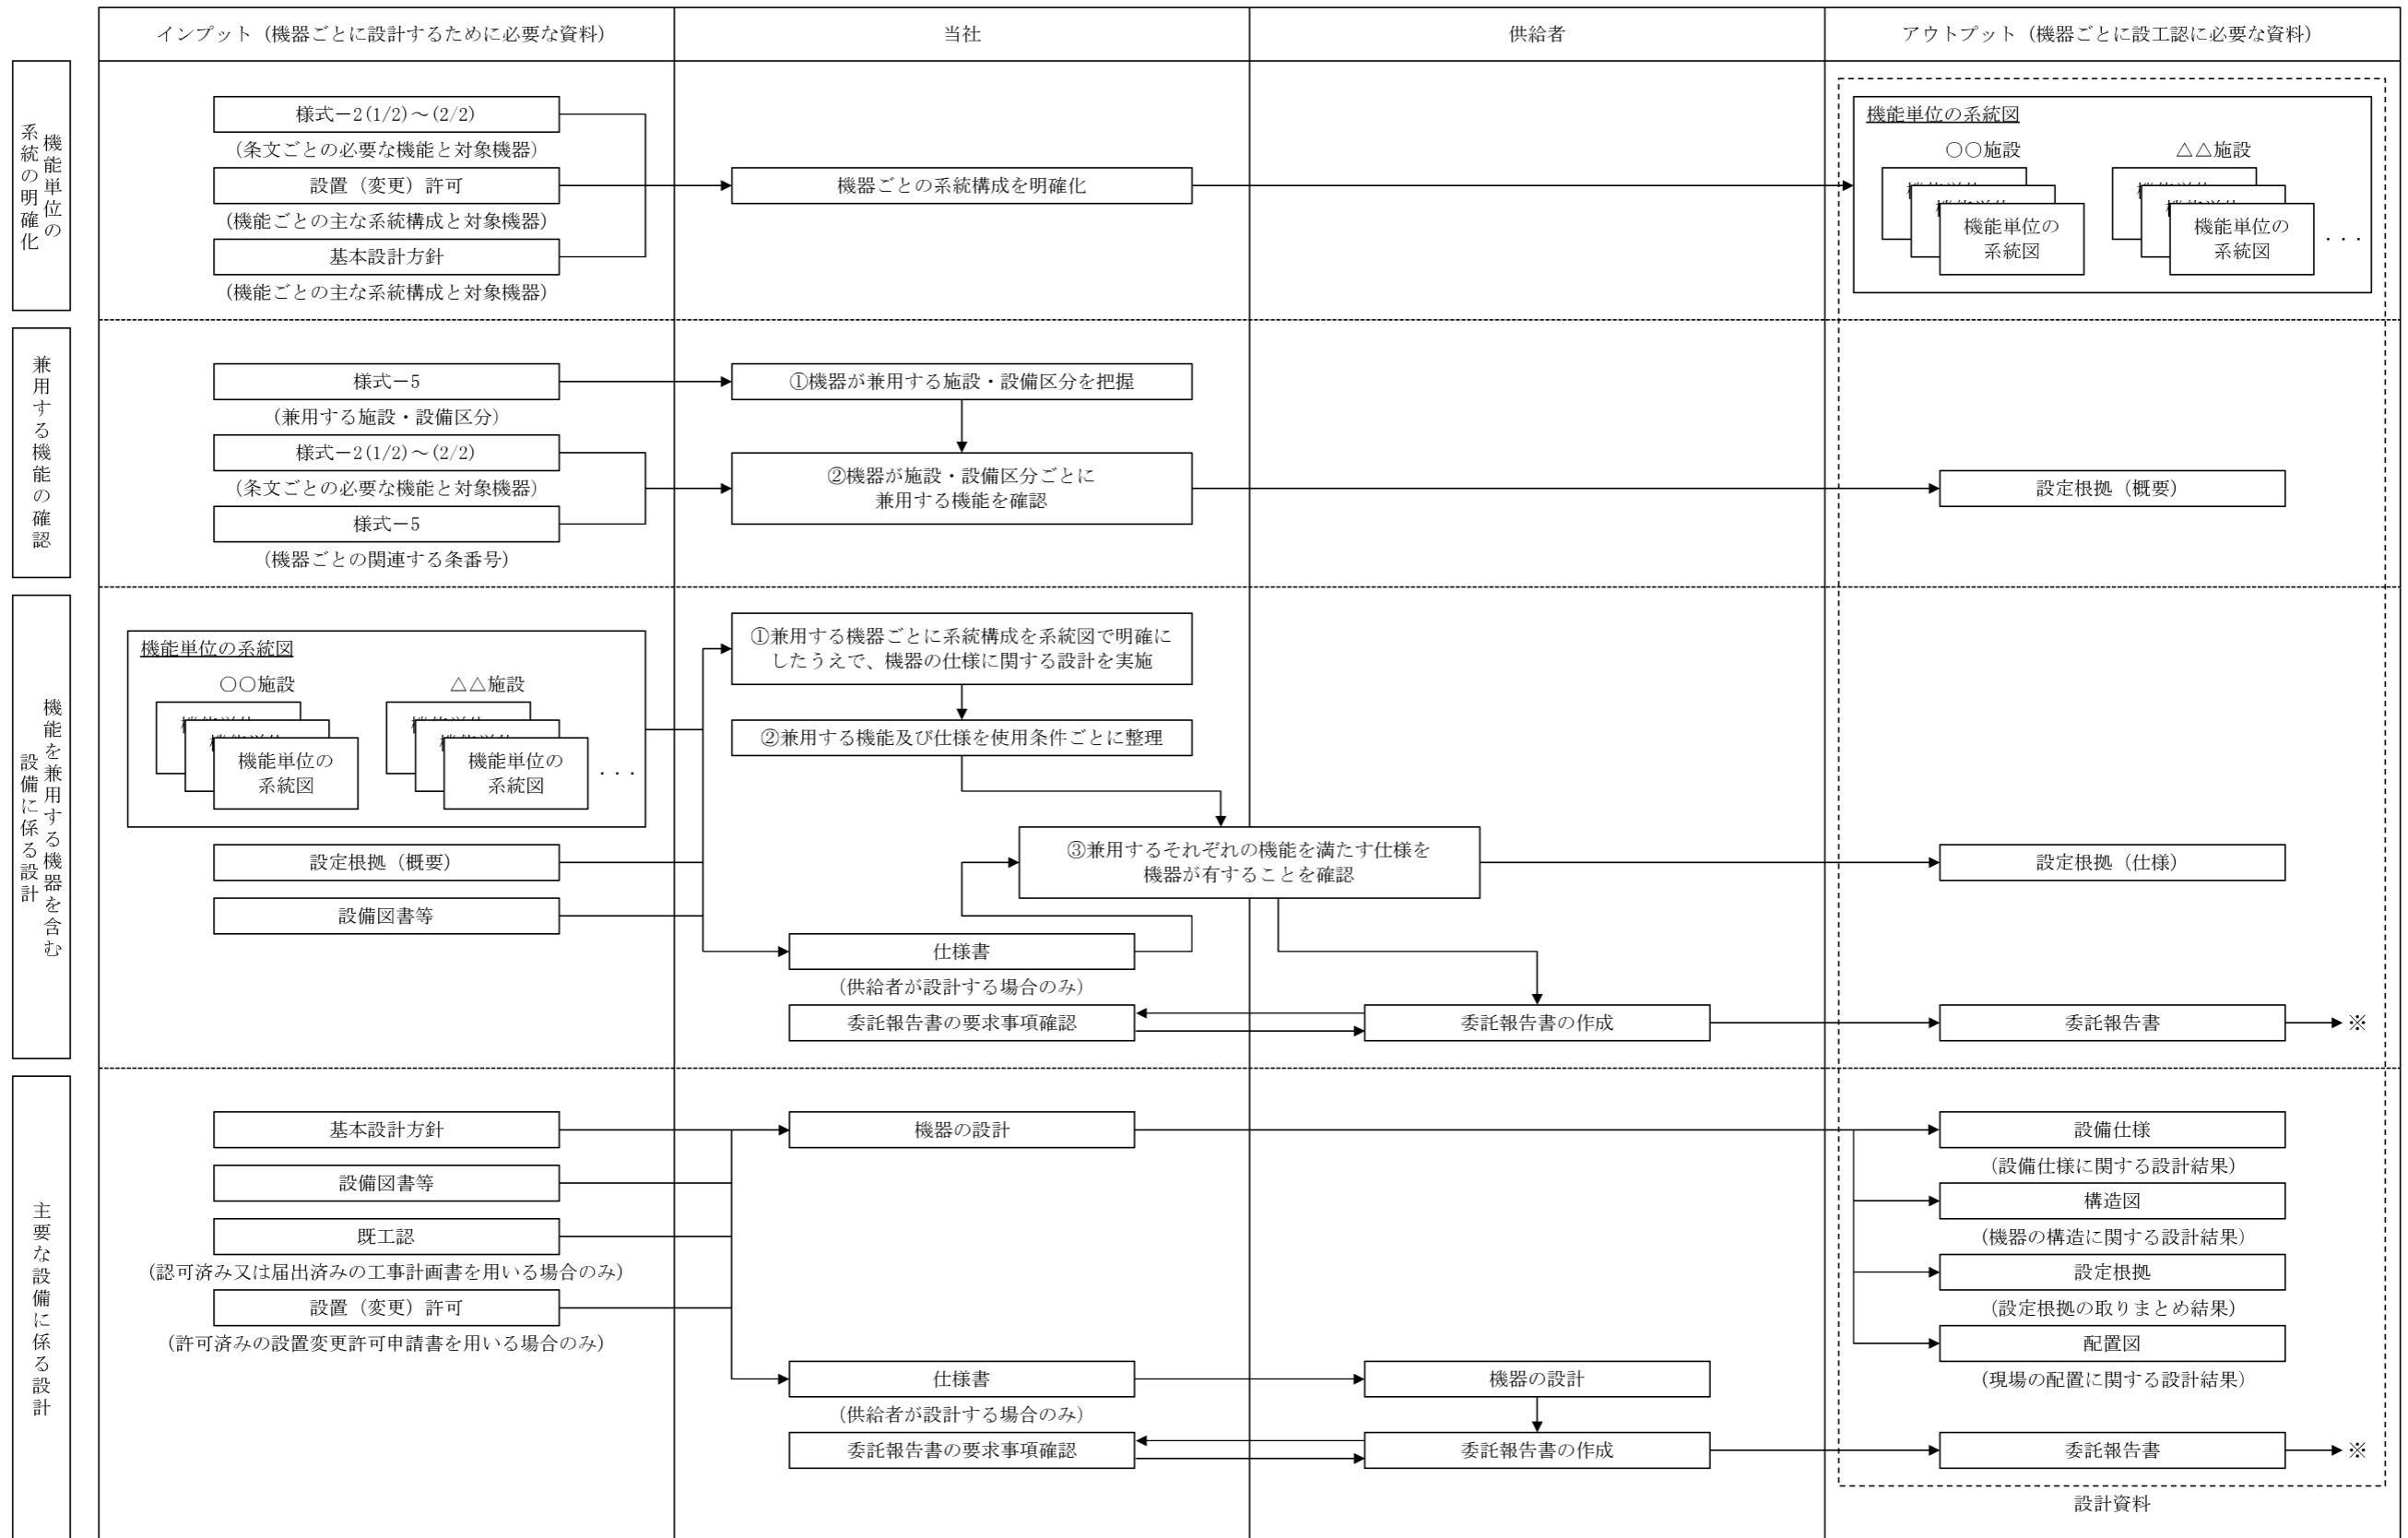 インプット（機器ごとに設計するために必要な資料）
当社
供給者
アウトプット（機器ごとに設工認に必要な資料）
機能単位の
系統の明確化
様式－2(1/2)～(2/2)
（条文ごとの必要な機能と対象機器）
設置（変更）許可
（機能ごとの主な系統構成と対象機器）
基本設計方針
（機能ごとの主な系統構成と対象機器）
機器ごとの系統構成を明確化
機能単位の系統図
○○施設
△△施設
機能単位の
系統図
機能単位の
系統図
・・・
兼用する機能の確認
様式－5
（兼用する施設・設備区分）
様式－2(1/2)～(2/2)
（条文ごとの必要な機能と対象機器）
様式－5
（機器ごとの関連する条番号）
①機器が兼用する施設・設備区分を把握
②機器が施設・設備区分ごとに
兼用する機能を確認
設定根拠（概要）
機能を兼用する機器を含む
設備に係る設計
機能単位の系統図
○○施設
△△施設
機能単位の
系統図
機能単位の
系統図
・・・
設定根拠（概要）
設備図書等
①兼用する機器ごとに系統構成を系統図で明確に
したうえで、機器の仕様に関する設計を実施
②兼用する機能及び仕様を使用条件ごとに整理
③兼用するそれぞれの機能を満たす仕様を
機器が有することを確認
設定根拠（仕様）
仕様書
（供給者が設計する場合のみ）
委託報告書の要求事項確認
委託報告書の作成
委託報告書
※
主要な設備に係る設計
基本設計方針
設備図書等
既工認
（認可済み又は届出済みの工事計画書を用いる場合のみ）
設置（変更）許可
（許可済みの設置変更許可申請書を用いる場合のみ）
機器の設計
設備仕様
（設備仕様に関する設計結果）
構造図
（機器の構造に関する設計結果）
設定根拠
（設定根拠の取りまとめ結果）
配置図
（現場の配置に関する設計結果）
仕様書
（供給者が設計する場合のみ）
機器の設計
委託報告書の要求事項確認
委託報告書の作成
委託報告書
※
設計資料